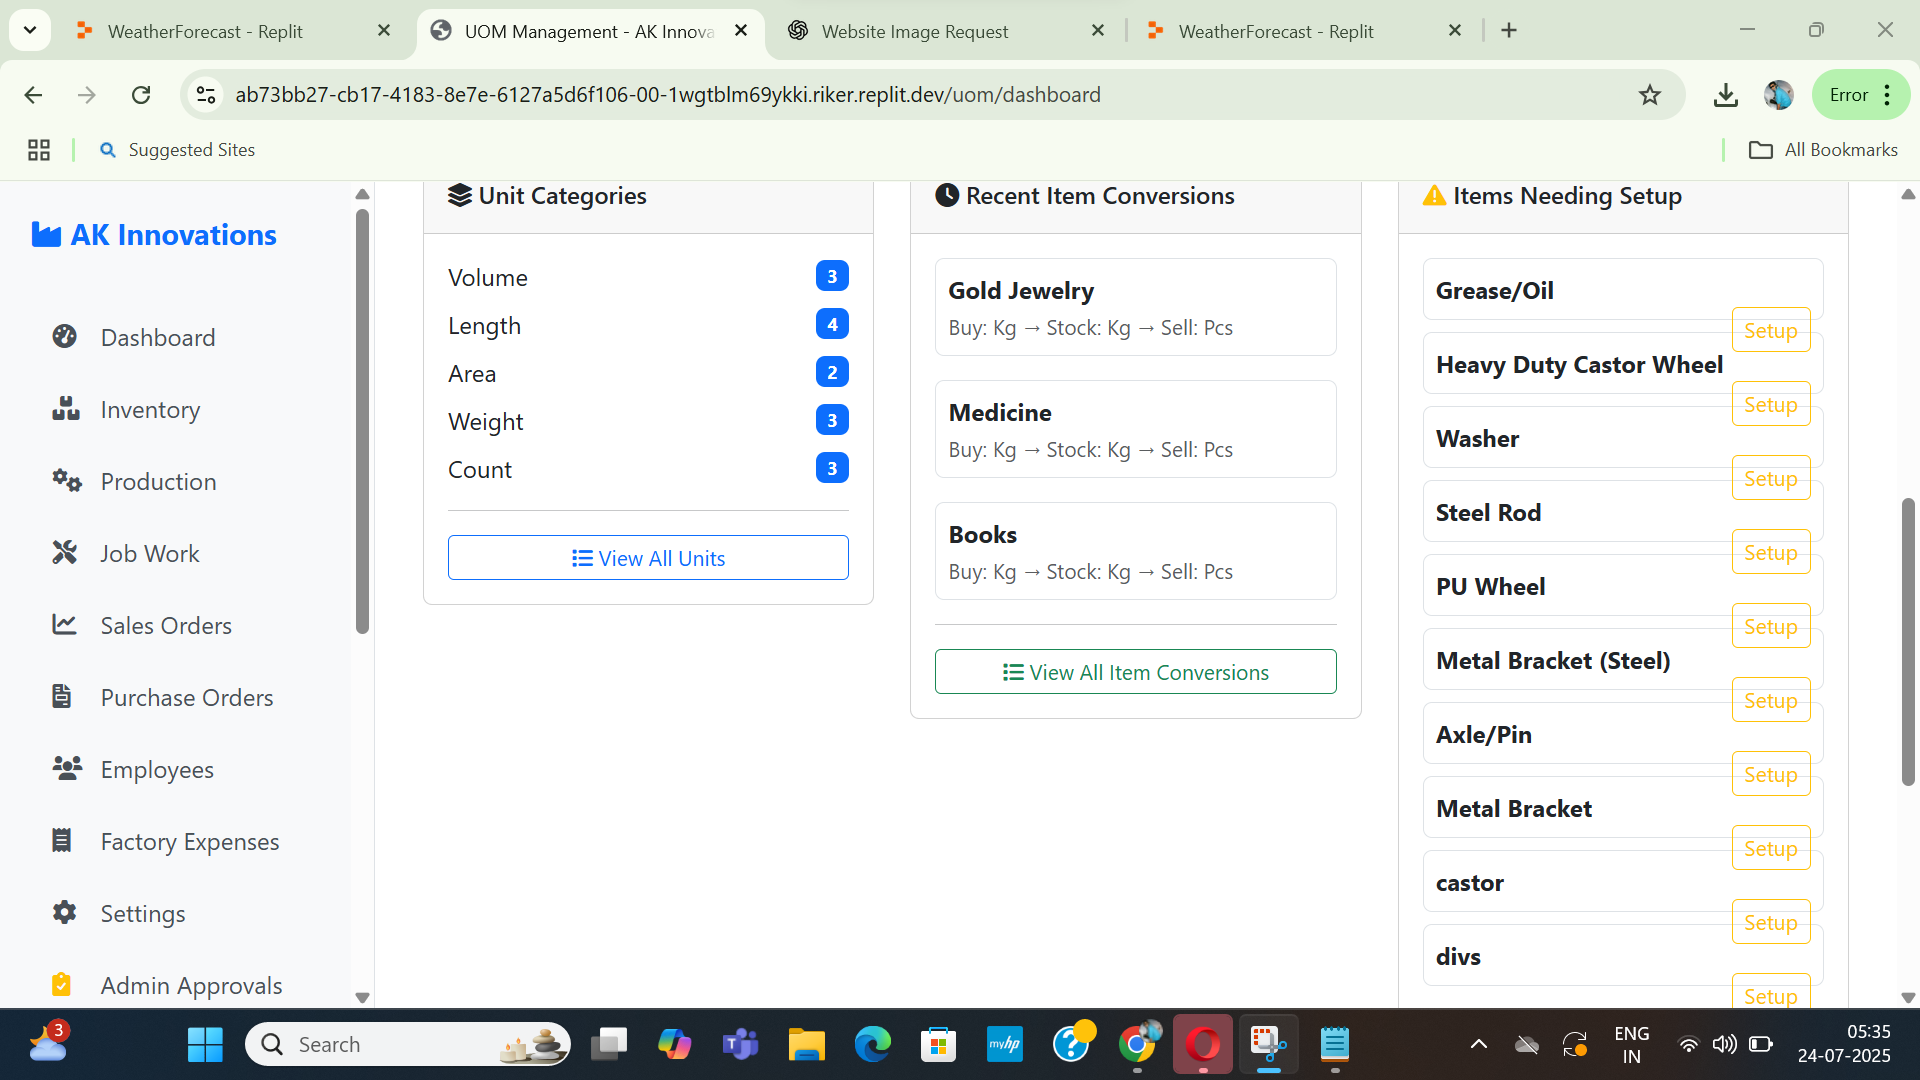 WeatherForecast - Replit
UOM Management - AK Innova
Website Image Request
WeatherForecast - Replit
ab73bb27-cb17-4183-8e7e-6127a5d6f106-00-1wgtblm69ykki.riker.replit.dev/uom/dashboard
Error
Suggested Sites
All Bookmarks
AK Innovations
Dashboard
Inventory
Production
Job Work
Sales Orders
Purchase Orders
Employees
Factory Expenses
Settings
Admin Approvals
Unit Categories
Volume 3
Length 4
Area 2
Weight 3
Count 3
View All Units
Recent Item Conversions
Gold Jewelry
Buy: Kg → Stock: Kg → Sell: Pcs
Medicine
Buy: Kg → Stock: Kg → Sell: Pcs
Books
Buy: Kg → Stock: Kg → Sell: Pcs
View All Item Conversions
Items Needing Setup
Grease/Oil
Setup
Heavy Duty Castor Wheel
Setup
Washer
Setup
Steel Rod
Setup
PU Wheel
Setup
Metal Bracket (Steel)
Setup
Axle/Pin
Setup
Metal Bracket
Setup
castor
Setup
divs
Setup
3
Search
myhp
ENG
IN
05:35
24-07-2025